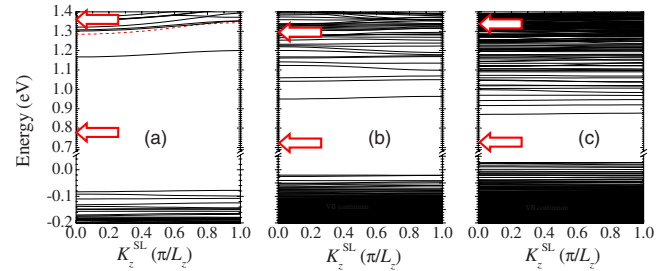 Energy (eV)
1.4
1.3
1.2
1.1
1.0
0.9
0.8
0.7
0.0
-0.1
-0.2
(a)
0.0 0.2 0.4 0.6 0.8 1.0
K_z^SL (π/L_z)
(b)
VB continuum
0.0 0.2 0.4 0.6 0.8 1.0
K_z^SL (π/L_z)
(c)
0.0 0.2 0.4 0.6 0.8 1.0
K_z^SL (π/L_z)